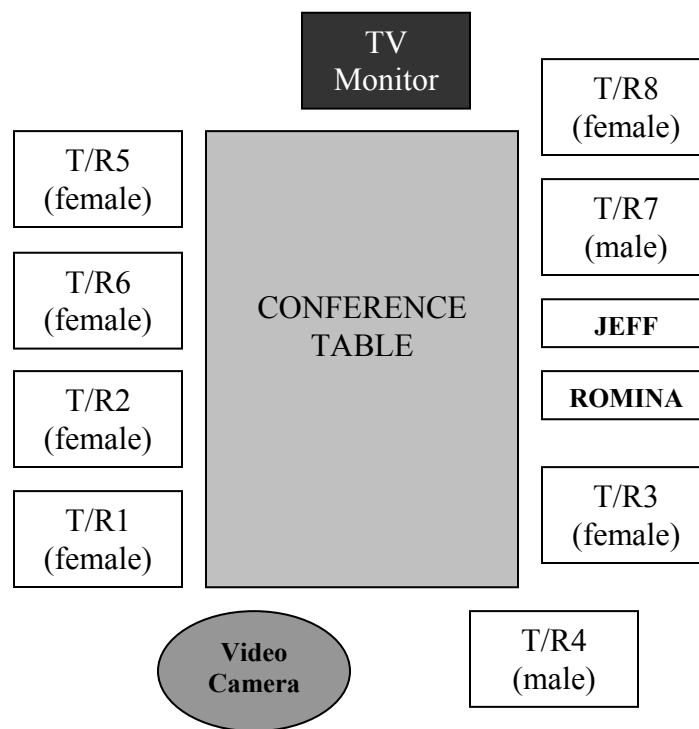 TV
Monitor
T/R8
(female)
T/R5
(female)
T/R7
(male)
T/R6
(female)
CONFERENCE
TABLE
JEFF
T/R2
(female)
ROMINA
T/R1
(female)
T/R3
(female)
Video
Camera
T/R4
(male)